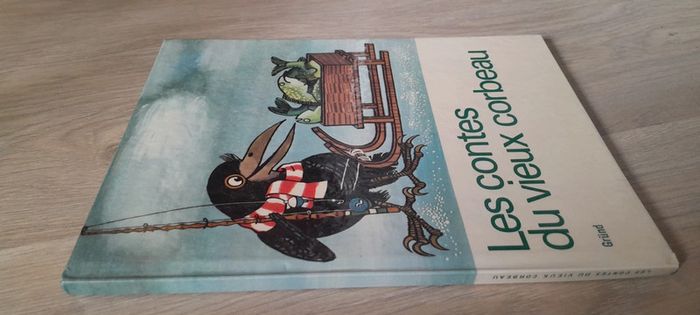 Les contes
du vieux corbeau
Gründ
LES CONTES DU VIEUX CORBEAU